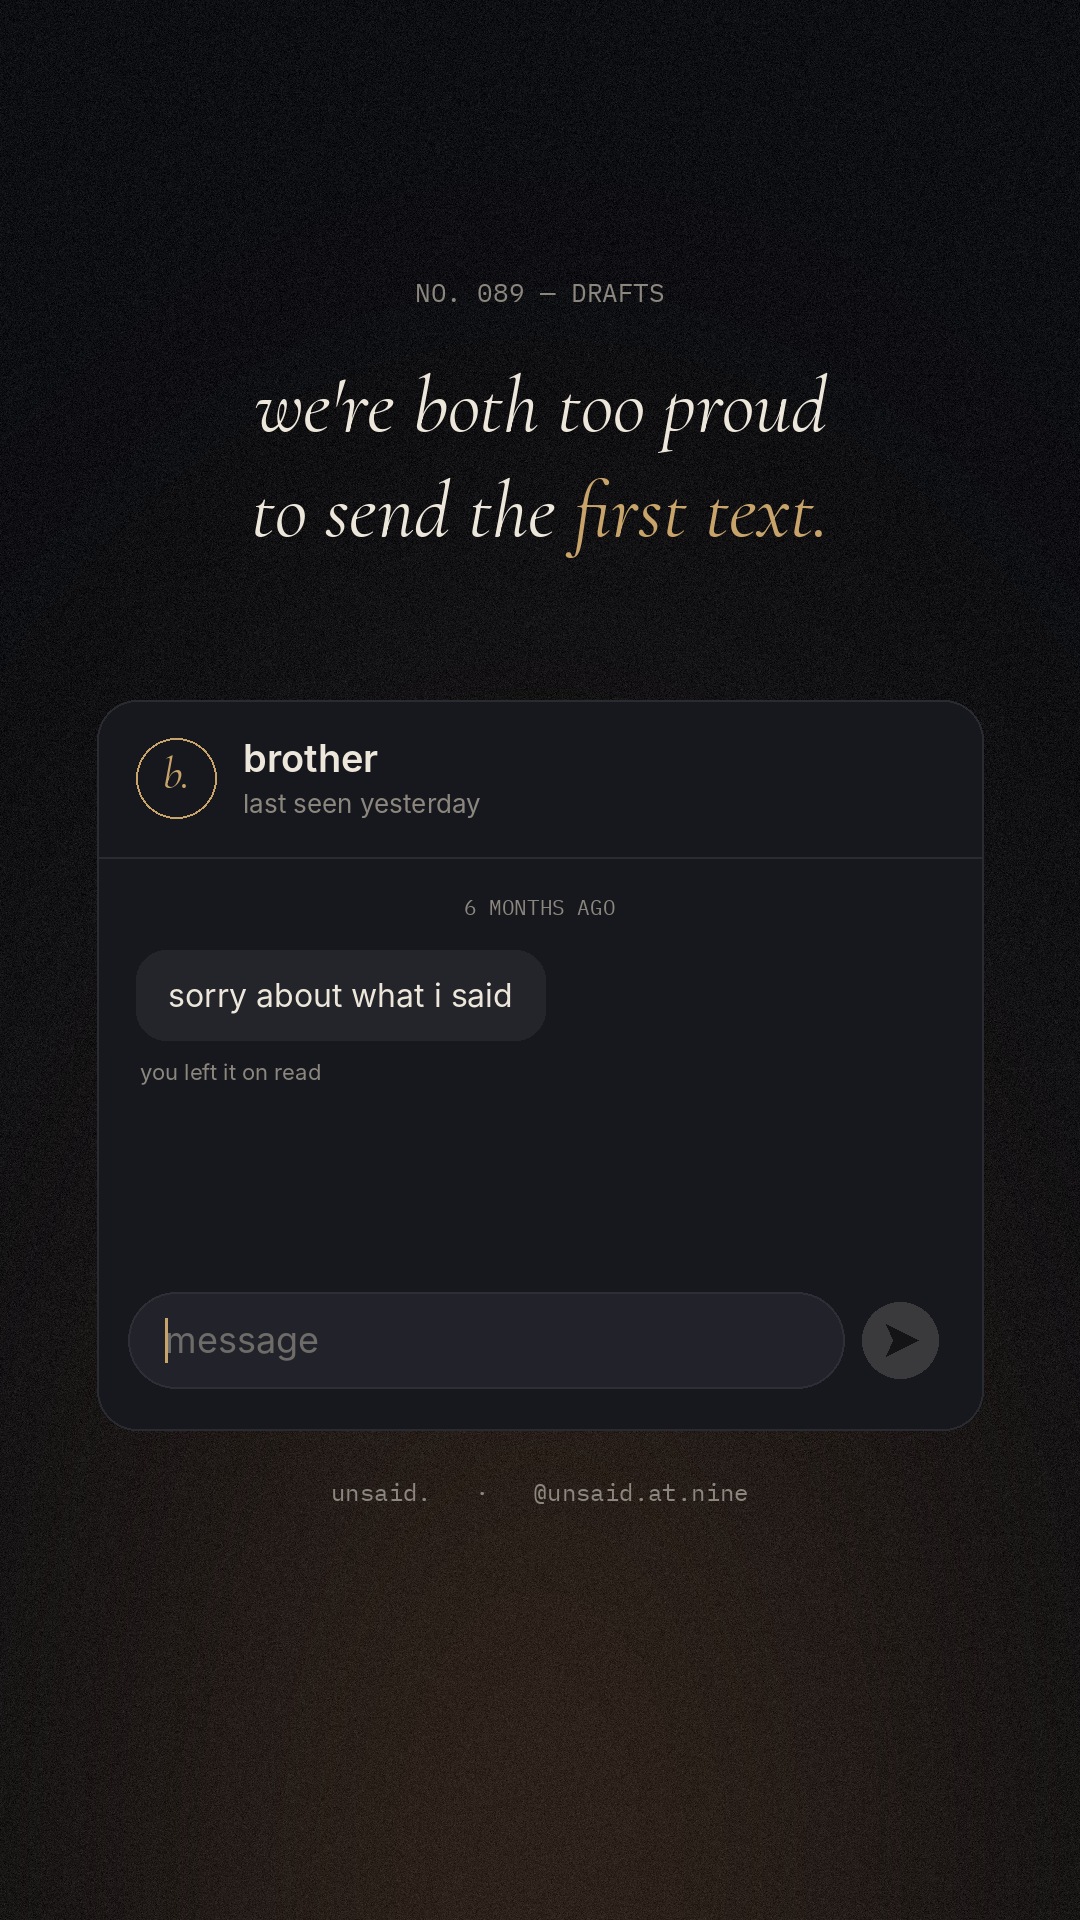 NO. 089 — DRAFTS
we're both too proud
to send the first text.
b.
brother
last seen yesterday
6 MONTHS AGO
sorry about what i said
you left it on read
message
unsaid. · @unsaid.at.nine